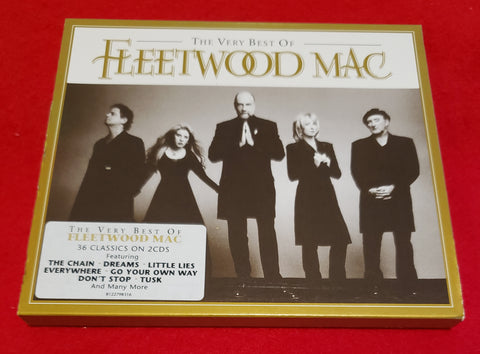 THE VERY BEST OF
FLEETWOOD MAC
THE VERY BEST OF
FLEETWOOD MAC
36 CLASSICS ON 2CDS
Featuring
THE CHAIN · DREAMS · LITTLE LIES
EVERYWHERE · GO YOUR OWN WAY
DON'T STOP · TUSK
And Many More
8122798316